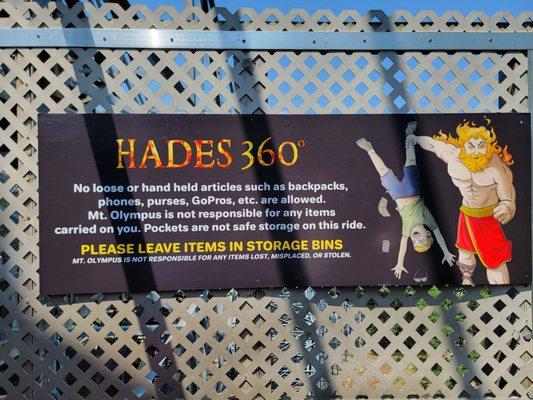 HADES 360°
No loose or hand held articles such as backpacks,
phones, purses, GoPros, etc. are allowed.
Mt. Olympus is not responsible for any items
carried on you. Pockets are not safe storage on this ride.
PLEASE LEAVE ITEMS IN STORAGE BINS
MT. OLYMPUS IS NOT RESPONSIBLE FOR ANY ITEMS LOST, MISPLACED, OR STOLEN.